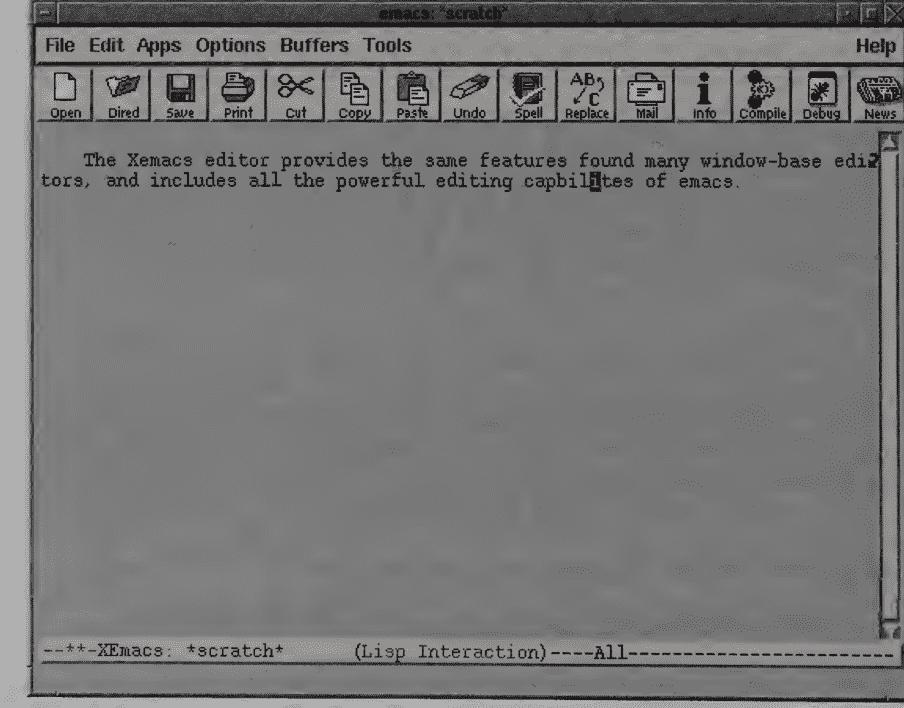 emacs: *scratch*
File Edit Apps Options Buffers Tools Help
Open Dired Save Print Cut Copy Paste Undo Spell Replace Mail Info Compile Debug News
The Xemacs editor provides the same features found many window-base edi
tors, and includes all the powerful editing capbilites of emacs.
--**-XEmacs: *scratch* (Lisp Interaction)----All------------------------